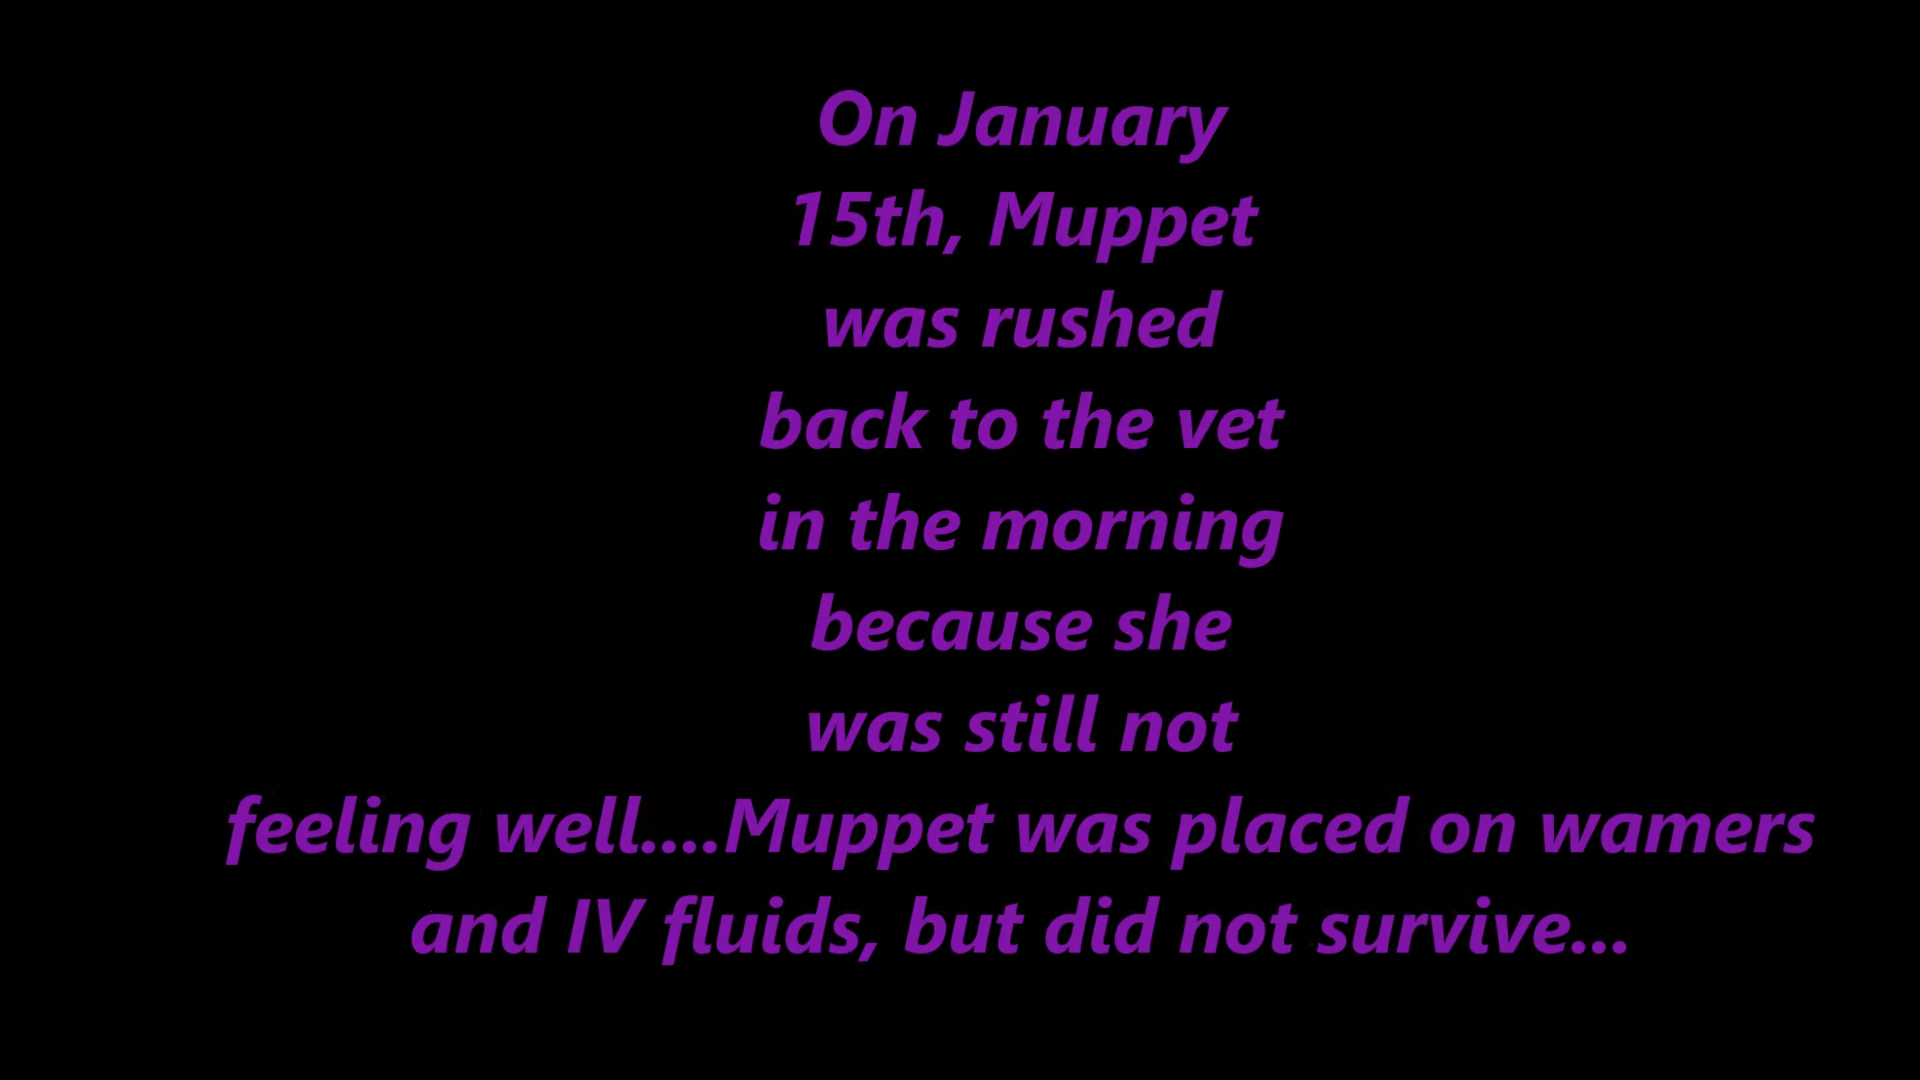 On January
15th, Muppet
was rushed
back to the vet
in the morning
because she
was still not
feeling well....Muppet was placed on wamers
and IV fluids, but did not survive...